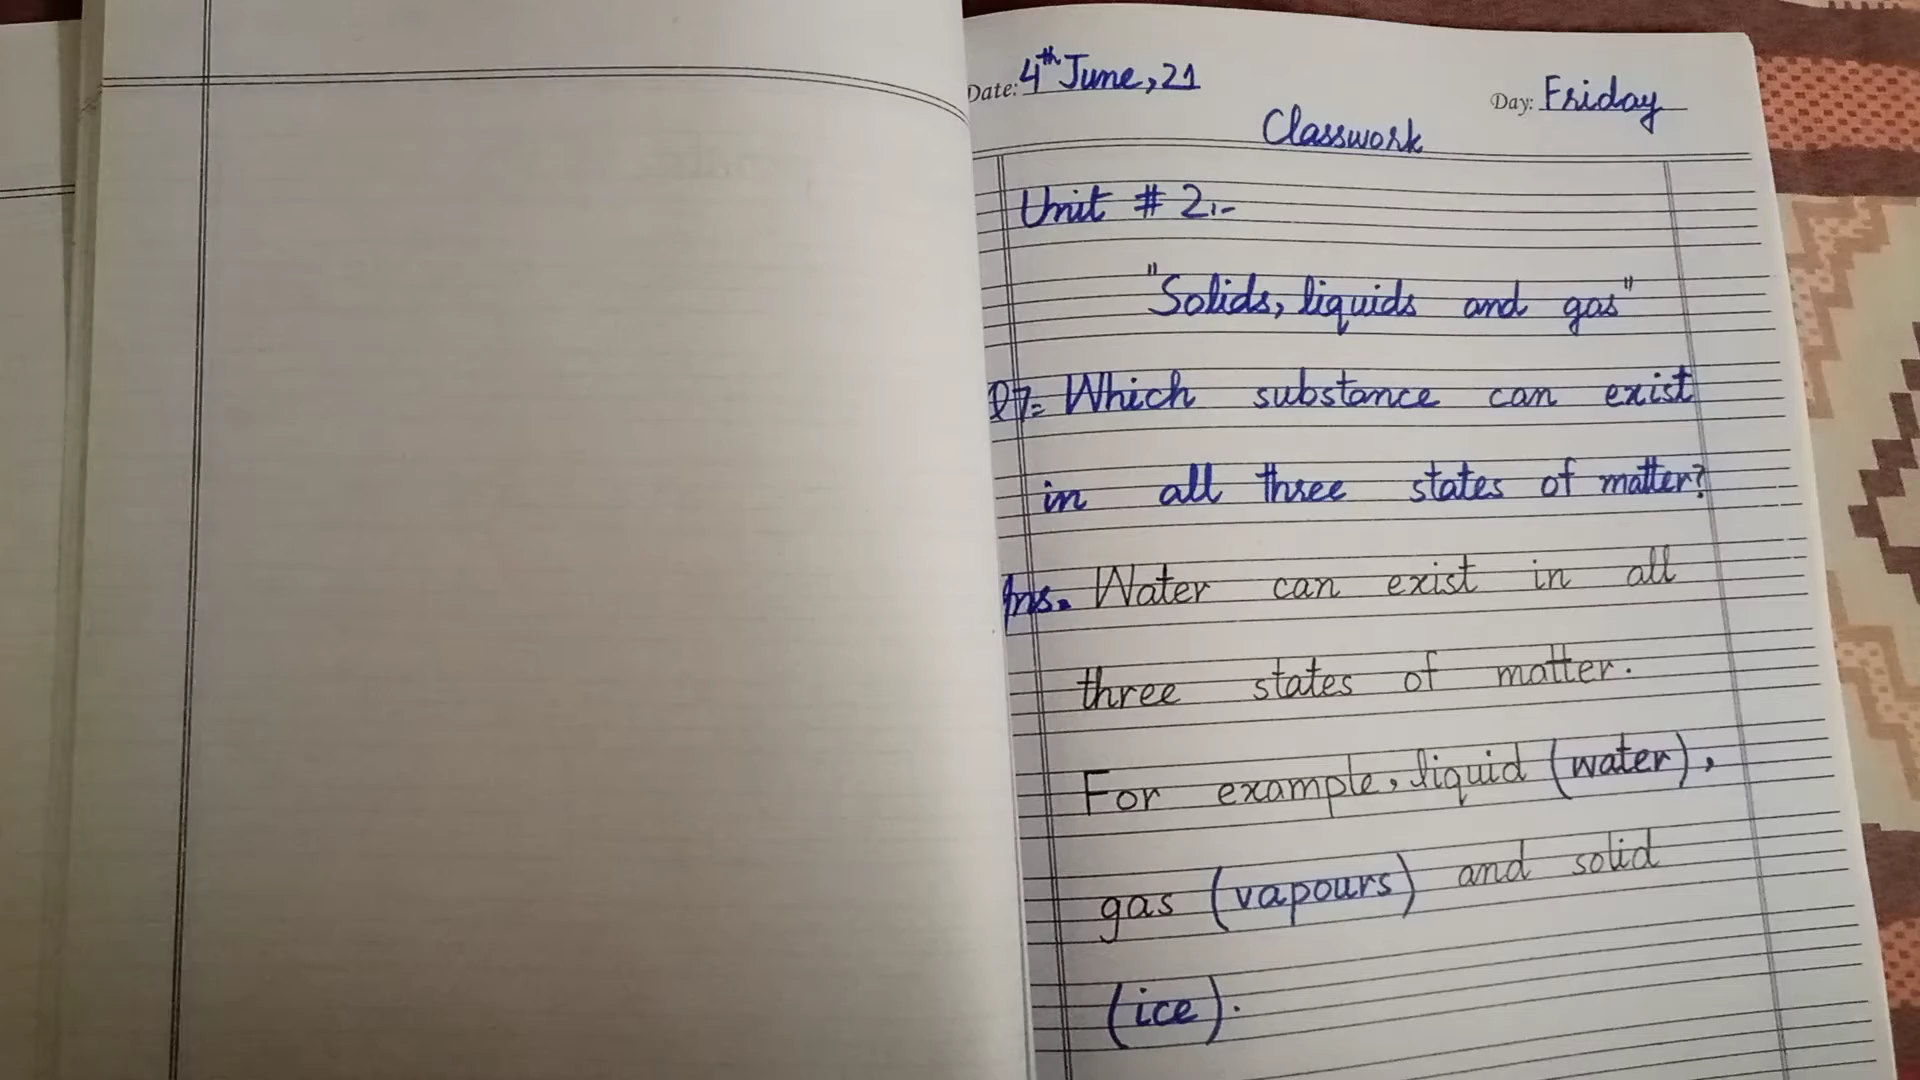 Date: 4th June, 21 Day: Friday
Classwork
Unit # 2:-
"Solids, liquids and gas"
Q7= Which substance can exist
in all three states of matter?
Ans. Water can exist in all
three states of matter.
For example, liquid (water),
gas (vapours) and solid
(ice).